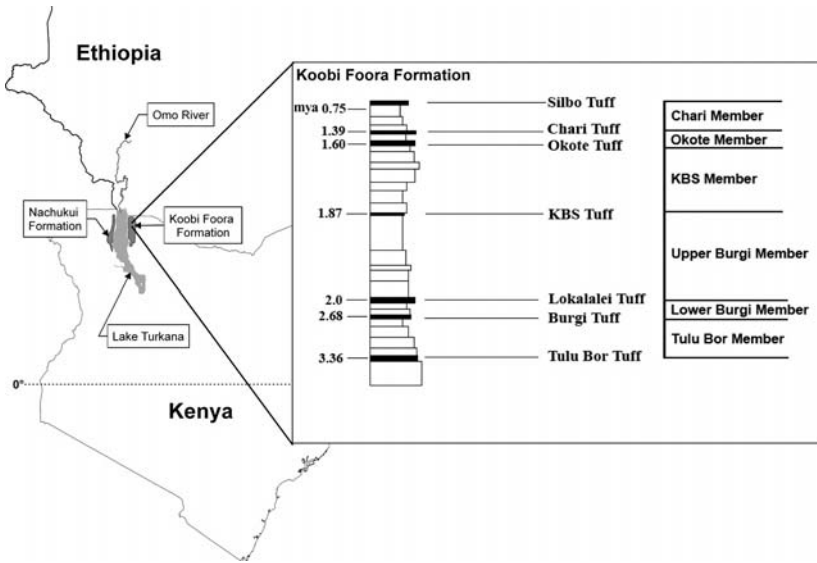 Ethiopia
Omo River
Nachukui
Formation
Koobi Foora
Formation
Lake Turkana
0°
Kenya
Koobi Foora Formation
mya 0.75
Silbo Tuff
1.39
Chari Tuff
1.60
Okote Tuff
1.87
KBS Tuff
2.0
Lokalalei Tuff
2.68
Burgi Tuff
3.36
Tulu Bor Tuff
Chari Member
Okote Member
KBS Member
Upper Burgi Member
Lower Burgi Member
Tulu Bor Member